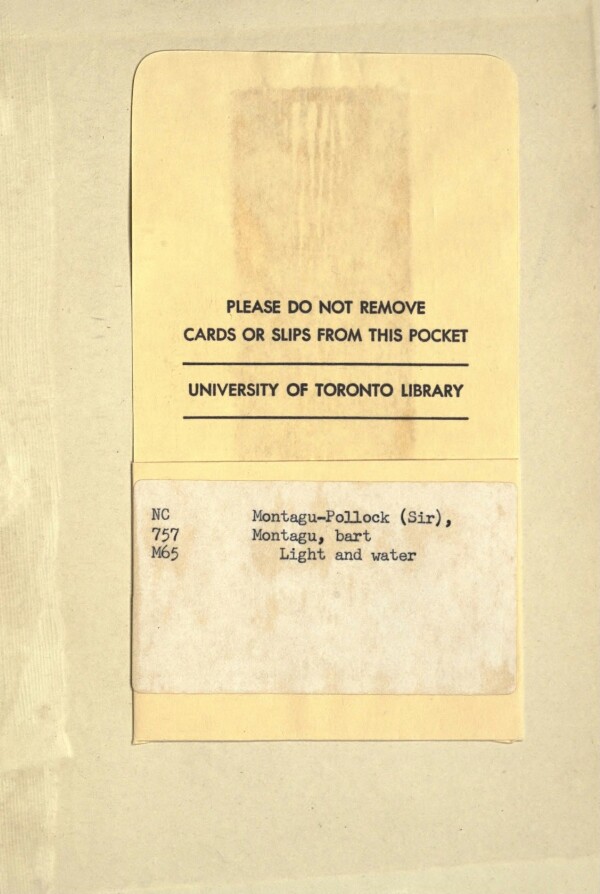 PLEASE DO NOT REMOVE
CARDS OR SLIPS FROM THIS POCKET
UNIVERSITY OF TORONTO LIBRARY
NC Montagu-Pollock (Sir),
757 Montagu, bart
M65 Light and water